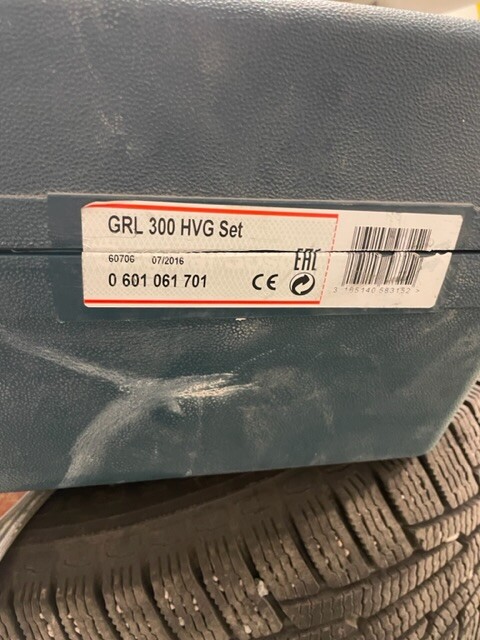 GRL 300 HVG Set
60706 07/2016
0 601 061 701
CE
EAC